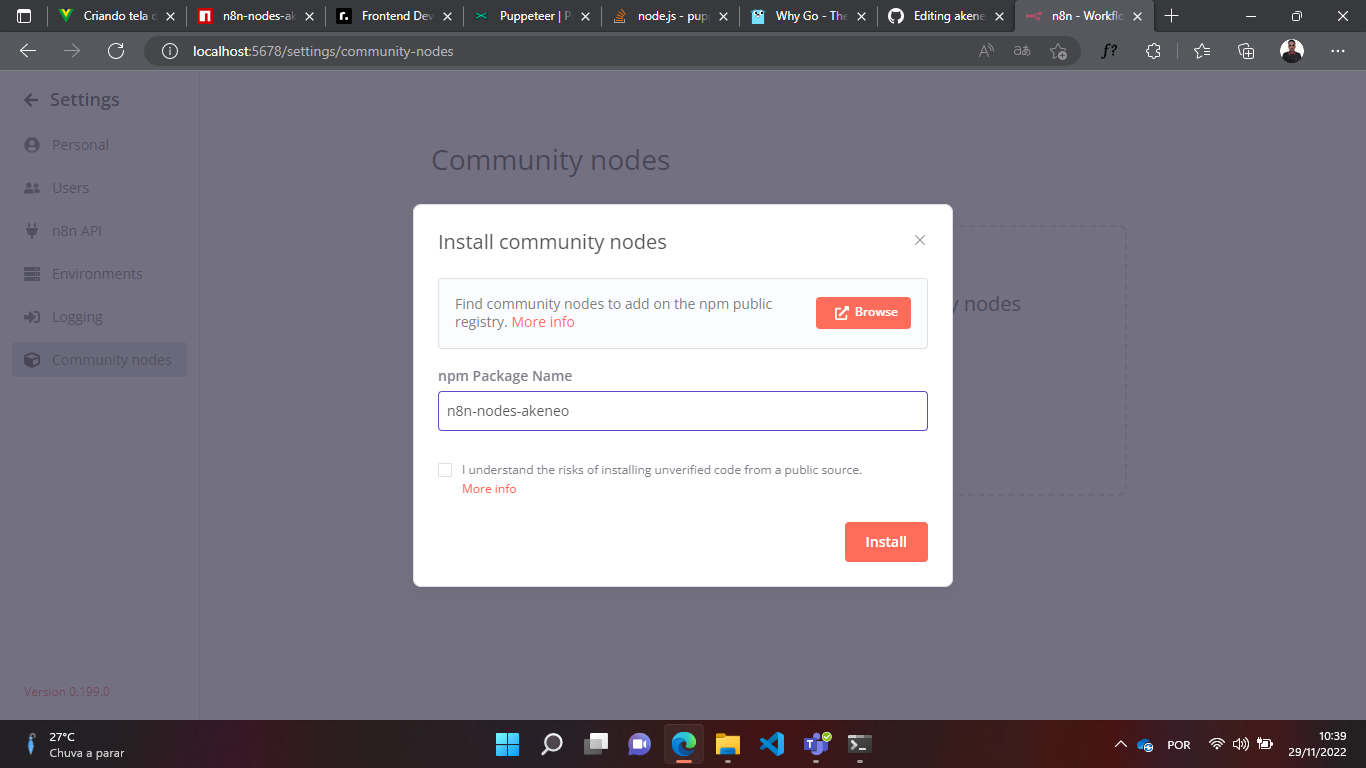 Criando tela d
n8n-nodes-ak
Frontend Dev
Puppeteer | P
node.js - pup
Why Go - The
Editing akene
n8n - Workflo
localhost:5678/settings/community-nodes
Settings
Personal
Users
n8n API
Environments
Logging
Community nodes
Version 0.199.0
Community nodes
y nodes
Install community nodes
Find community nodes to add on the npm public
registry. More info
Browse
npm Package Name
n8n-nodes-akeneo
I understand the risks of installing unverified code from a public source.
More info
Install
27°C
Chuva a parar
POR
10:39
29/11/2022